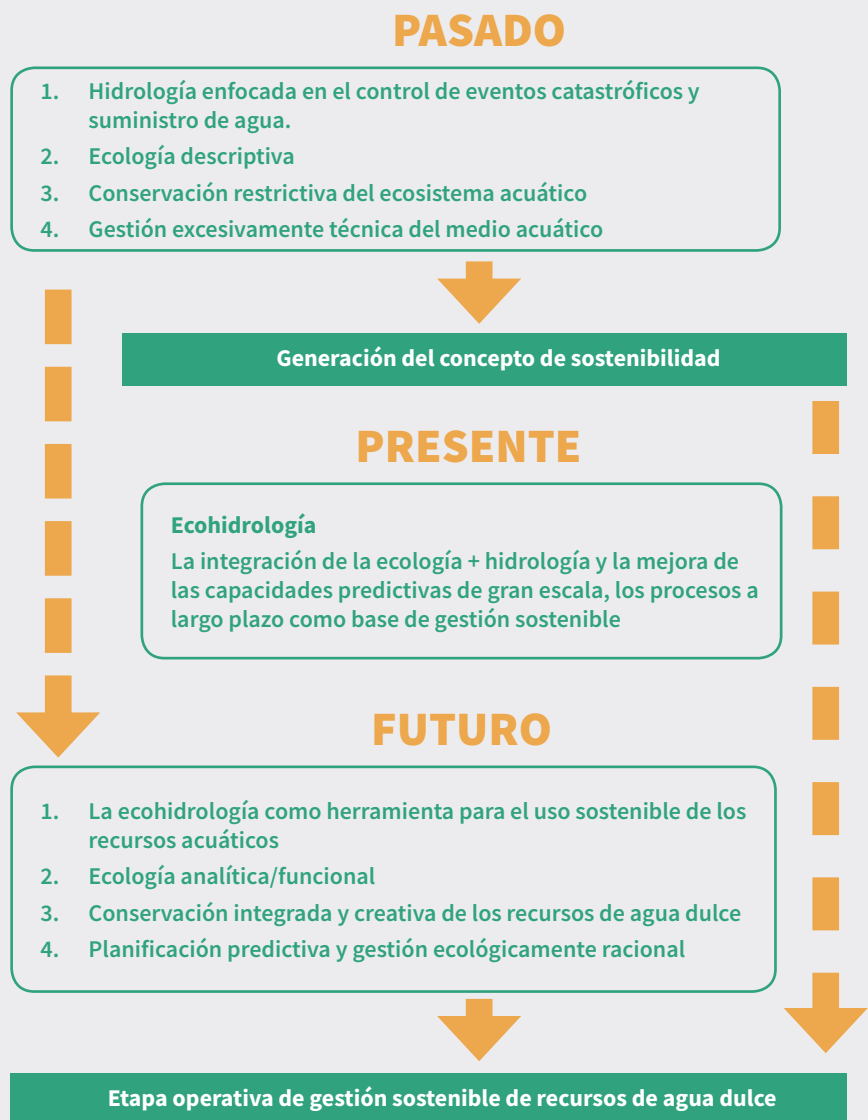 PASADO
1. Hidrología enfocada en el control de eventos catastróficos y
suministro de agua.
2. Ecología descriptiva
3. Conservación restrictiva del ecosistema acuático
4. Gestión excesivamente técnica del medio acuático
Generación del concepto de sostenibilidad
PRESENTE
Ecohidrología
La integración de la ecología + hidrología y la mejora de
las capacidades predictivas de gran escala, los procesos a
largo plazo como base de gestión sostenible
FUTURO
1. La ecohidrología como herramienta para el uso sostenible de los
recursos acuáticos
2. Ecología analítica/funcional
3. Conservación integrada y creativa de los recursos de agua dulce
4. Planificación predictiva y gestión ecológicamente racional
Etapa operativa de gestión sostenible de recursos de agua dulce